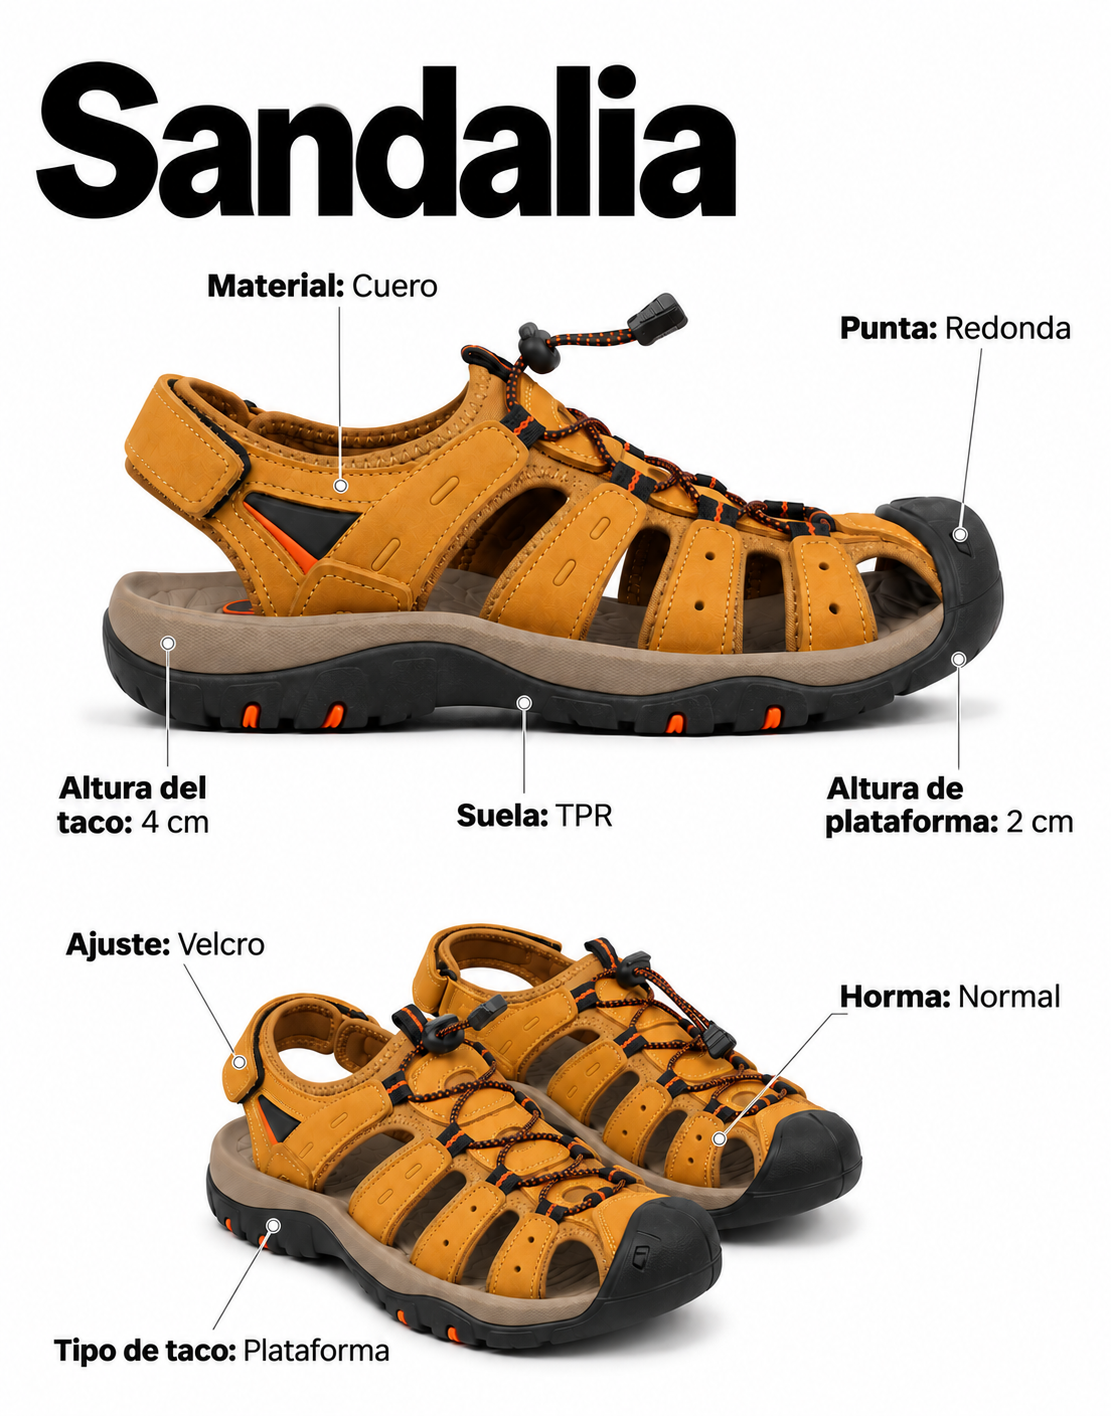 Sandalia
Material: Cuero
Punta: Redonda
Altura del
taco: 4 cm
Suela: TPR
Altura de
plataforma: 2 cm
Ajuste: Velcro
Horma: Normal
Tipo de taco: Plataforma